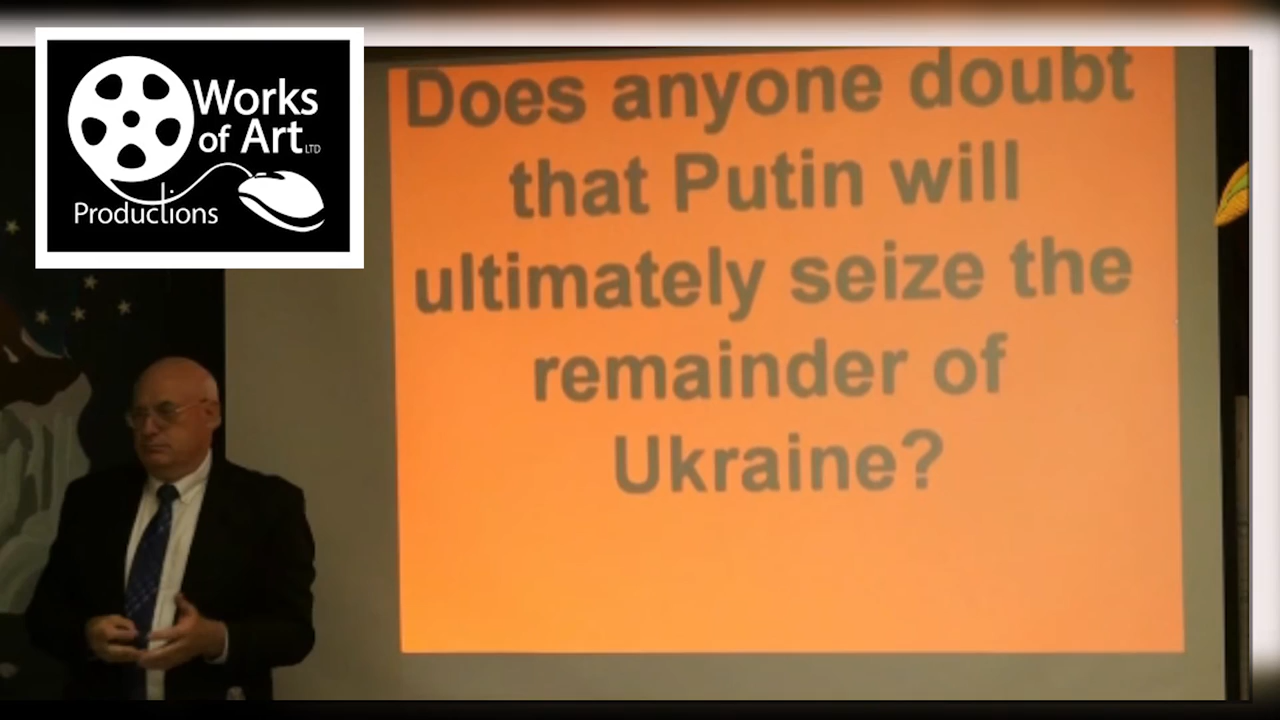 Works
of Art LTD
Productions
Does anyone doubt
that Putin will
ultimately seize the
remainder of
Ukraine?